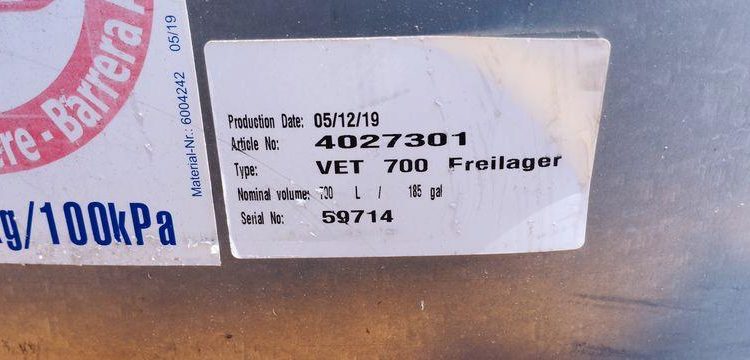 ere - Barrera
Material-Nr.: 6004242 05/19
g/100kPa
Production Date: 05/12/19
Article No: 4027301
Type: VET 700 Freilager
Nominal volume: 700 L / 185 gal
Serial No: 59714